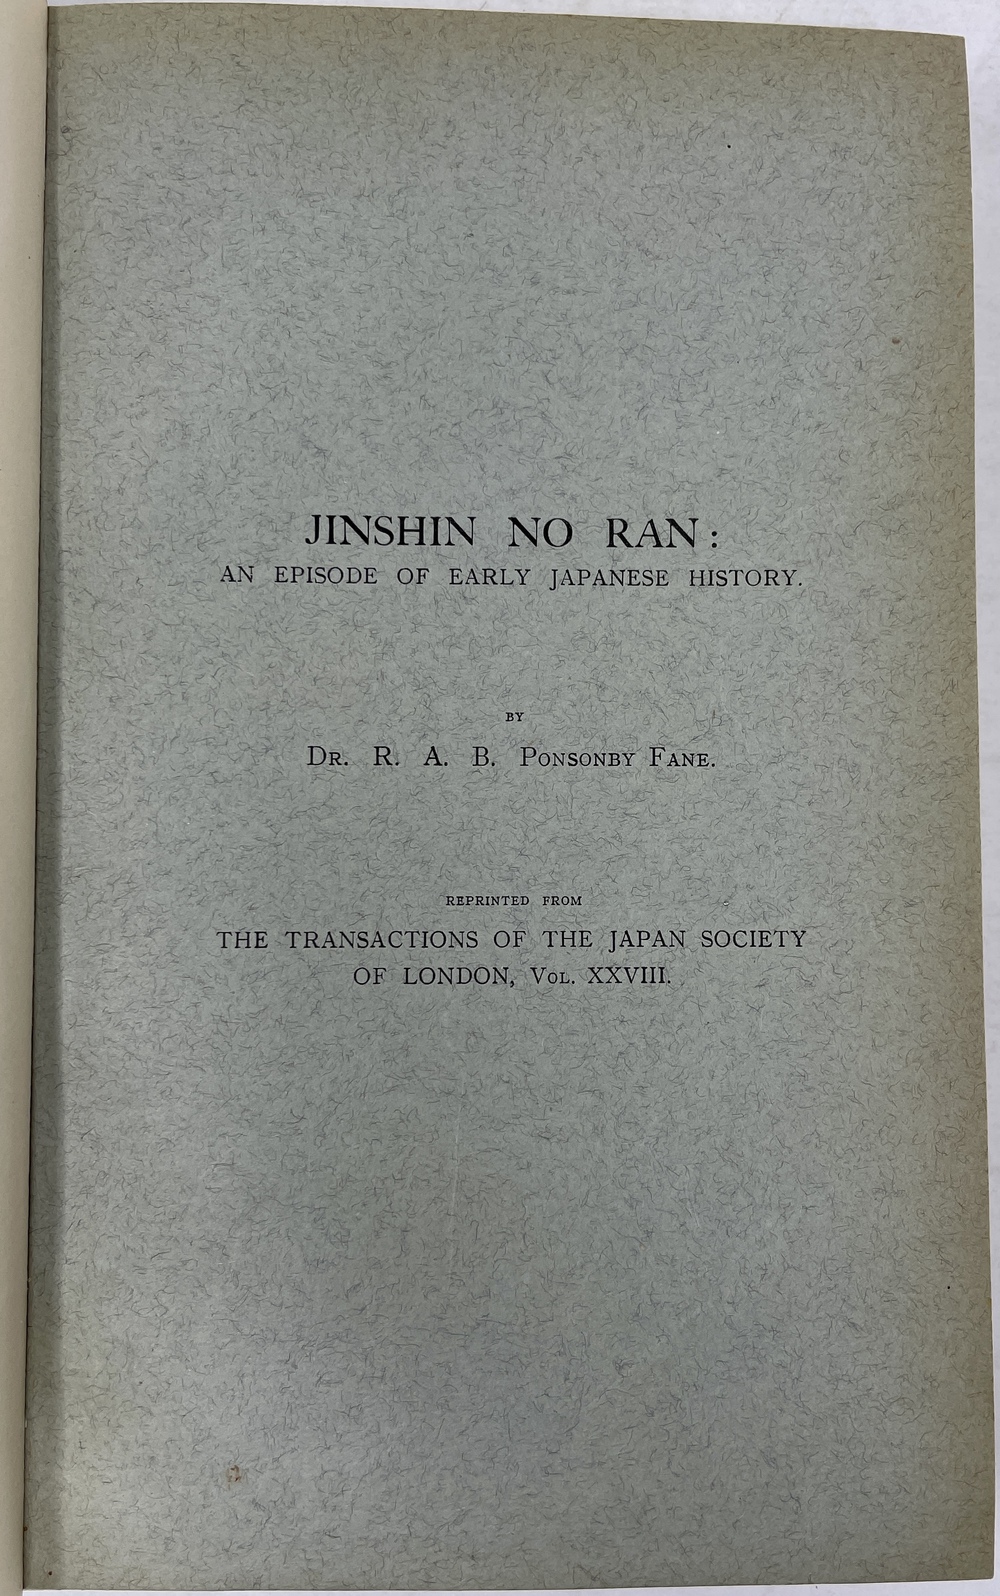 JINSHIN NO RAN:
AN EPISODE OF EARLY JAPANESE HISTORY.
BY
DR. R. A. B. PONSONBY FANE.
REPRINTED FROM
THE TRANSACTIONS OF THE JAPAN SOCIETY
OF LONDON, VOL. XXVIII.